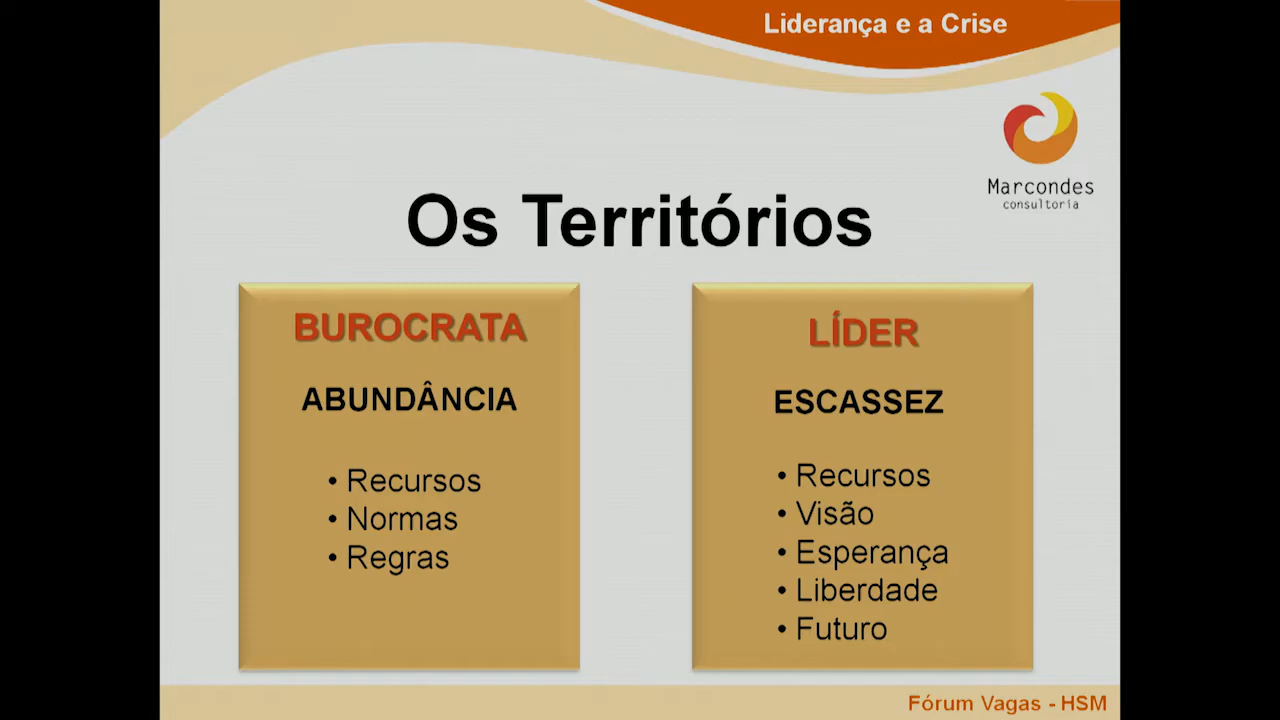 Liderança e a Crise
Marcondes
consultoria
Os Territórios
BUROCRATA
ABUNDÂNCIA
• Recursos
• Normas
• Regras
LÍDER
ESCASSEZ
• Recursos
• Visão
• Esperança
• Liberdade
• Futuro
Fórum Vagas - HSM